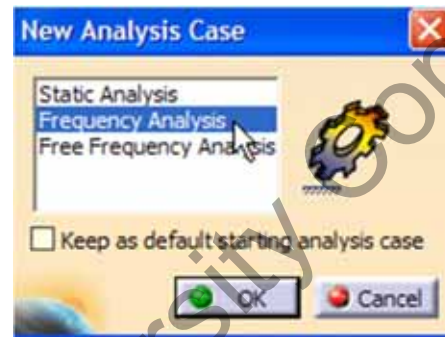 New Analysis Case
Static Analysis
Frequency Analysis
Free Frequency Analysis
Keep as default starting analysis case
OK
Cancel